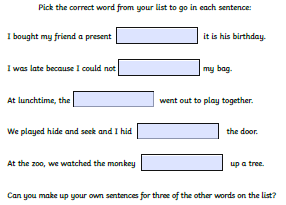 Pick the correct word from your list to go in each sentence:
I bought my friend a present it is his birthday.
I was late because I could not my bag.
At lunchtime, the went out to play together.
We played hide and seek and I hid the door.
At the zoo, we watched the monkey up a tree.
Can you make up your own sentences for three of the other words on the list?